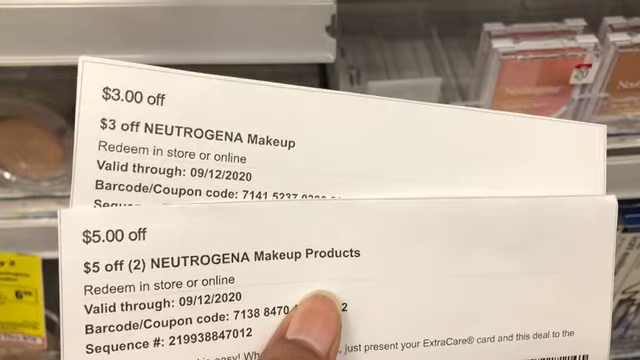 $3.00 off
$3 off NEUTROGENA Makeup
Redeem in store or online
Valid through: 09/12/2020
Barcode/Coupon code: 7141 5237
$5.00 off
$5 off (2) NEUTROGENA Makeup Products
Redeem in store or online
Valid through: 09/12/2020
Barcode/Coupon code: 7138 8470 2
Sequence #: 219938847012
easy! just present your ExtraCare® card and this deal to the